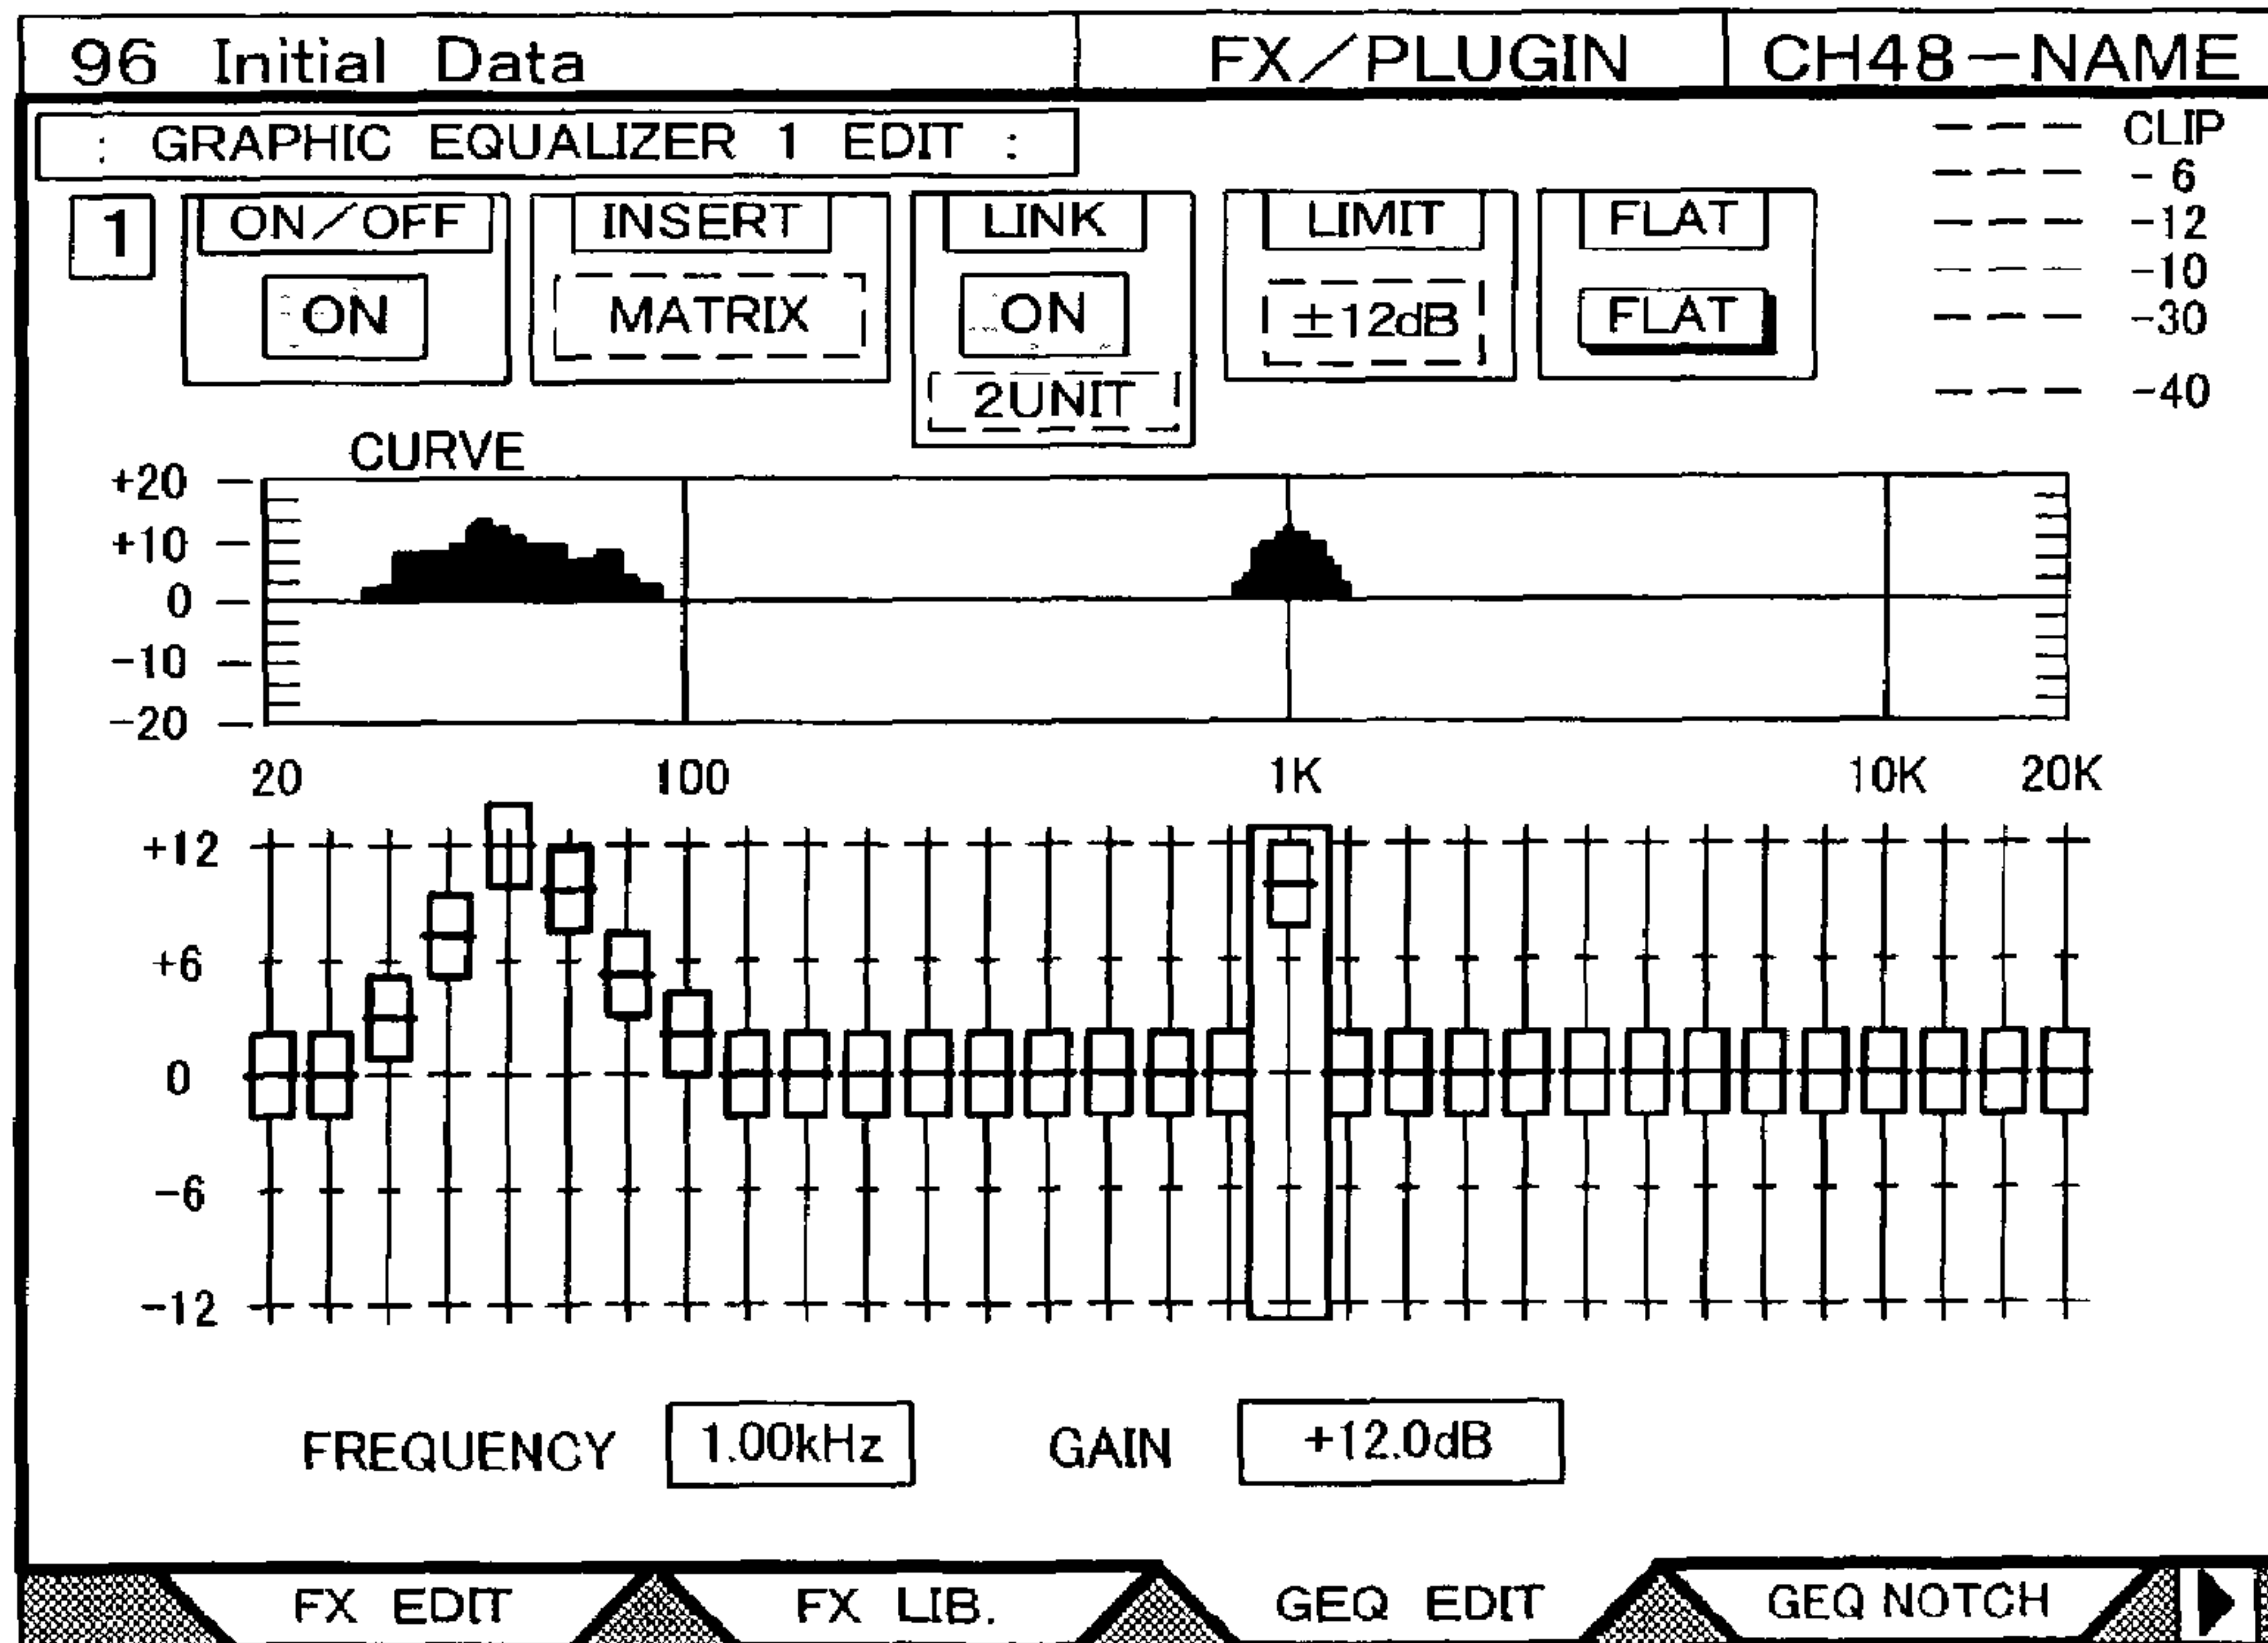 96 Initial Data FX/PLUGIN CH48-NAME
: GRAPHIC EQUALIZER 1 EDIT : CLIP
-6
1 ON/OFF INSERT LINK LIMIT FLAT -12
-10
ON MATRIX ON ±12dB FLAT -30
2UNIT -40
CURVE
+20
+10
0
-10
-20
20 100 1K 10K 20K
+12
+6
0
-6
-12
FREQUENCY 1.00kHz GAIN +12.0dB
FX EDIT FX LIB. GEQ EDIT GEQ NOTCH